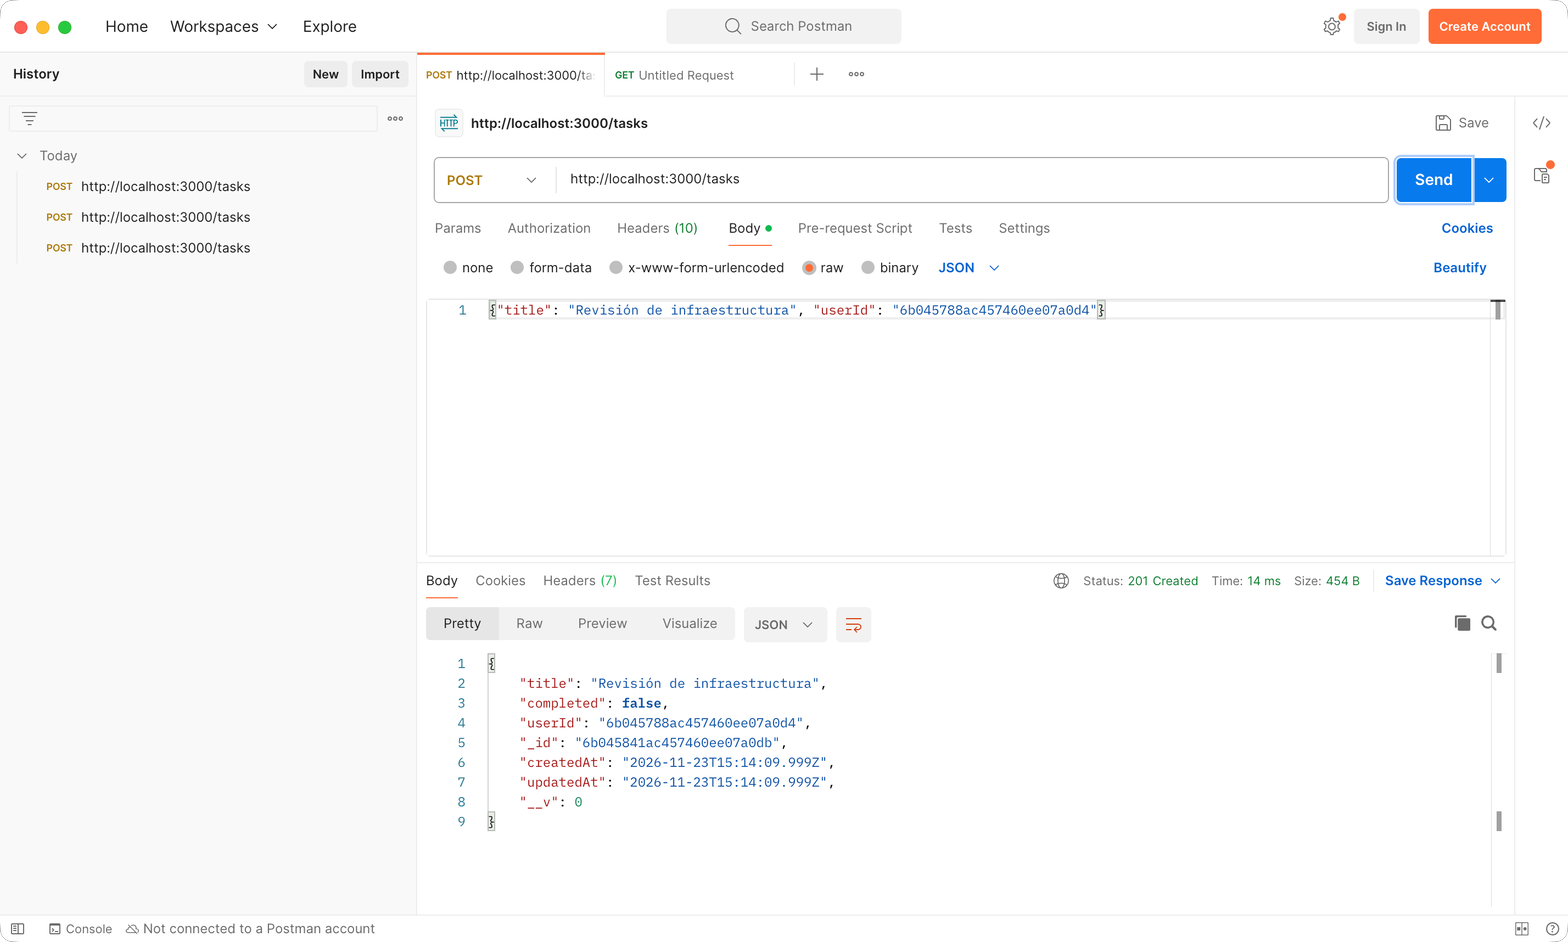 Home Workspaces Explore Search Postman Sign In Create Account
History New Import
POST http://localhost:3000/ta GET Untitled Request
HTTP http://localhost:3000/tasks Save
Today
POST http://localhost:3000/tasks
POST http://localhost:3000/tasks
POST http://localhost:3000/tasks
POST http://localhost:3000/tasks Send
Params Authorization Headers (10) Body Pre-request Script Tests Settings Cookies
none form-data x-www-form-urlencoded raw binary JSON Beautify
1 {"title": "Revisión de infraestructura", "userId": "6b045788ac457460ee07a0d4"}
Body Cookies Headers (7) Test Results Status: 201 Created Time: 14 ms Size: 454 B Save Response
Pretty Raw Preview Visualize JSON
1 {
2 "title": "Revisión de infraestructura",
3 "completed": false,
4 "userId": "6b045788ac457460ee07a0d4",
5 "_id": "6b045841ac457460ee07a0db",
6 "createdAt": "2026-11-23T15:14:09.999Z",
7 "updatedAt": "2026-11-23T15:14:09.999Z",
8 "__v": 0
9 }
Console Not connected to a Postman account